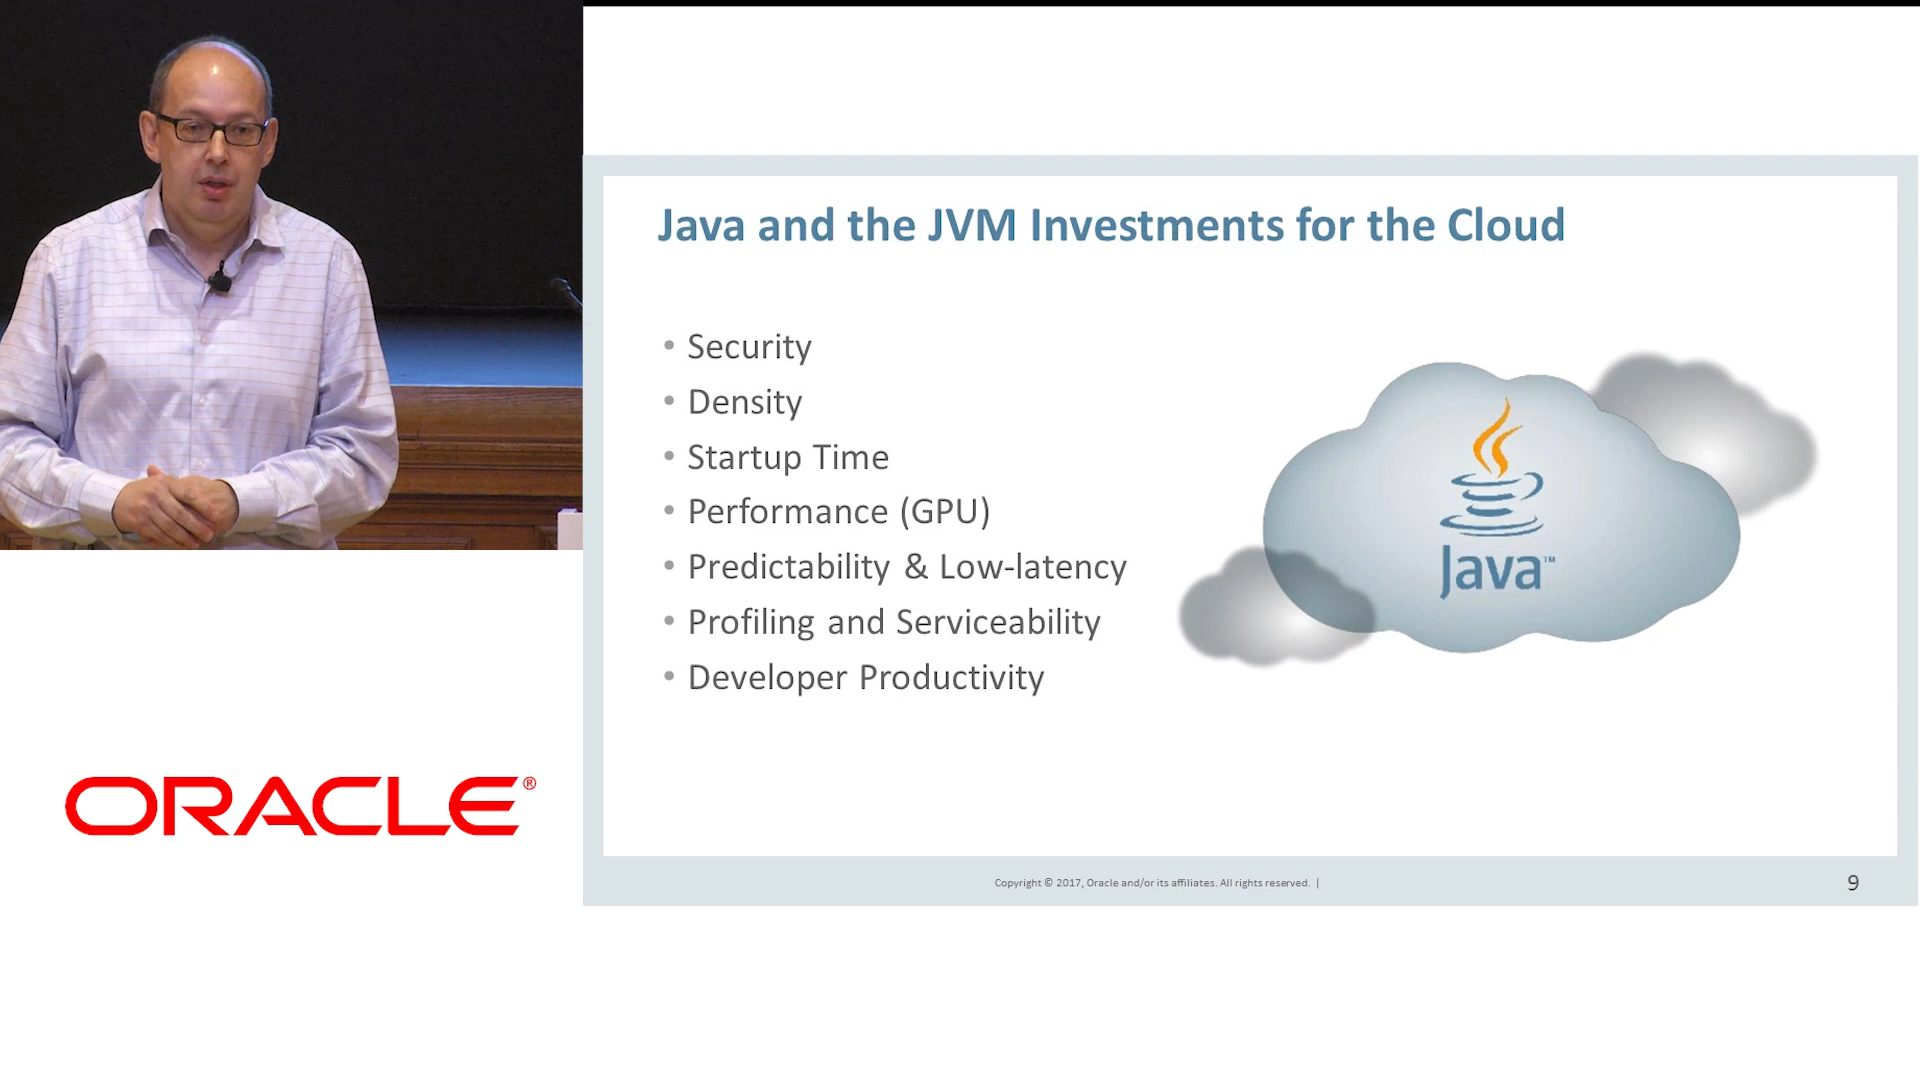 Java and the JVM Investments for the Cloud
• Security
• Density
• Startup Time
• Performance (GPU)
• Predictability & Low-latency
• Profiling and Serviceability
• Developer Productivity
Java™
ORACLE®
Copyright © 2017, Oracle and/or its affiliates. All rights reserved. |
9